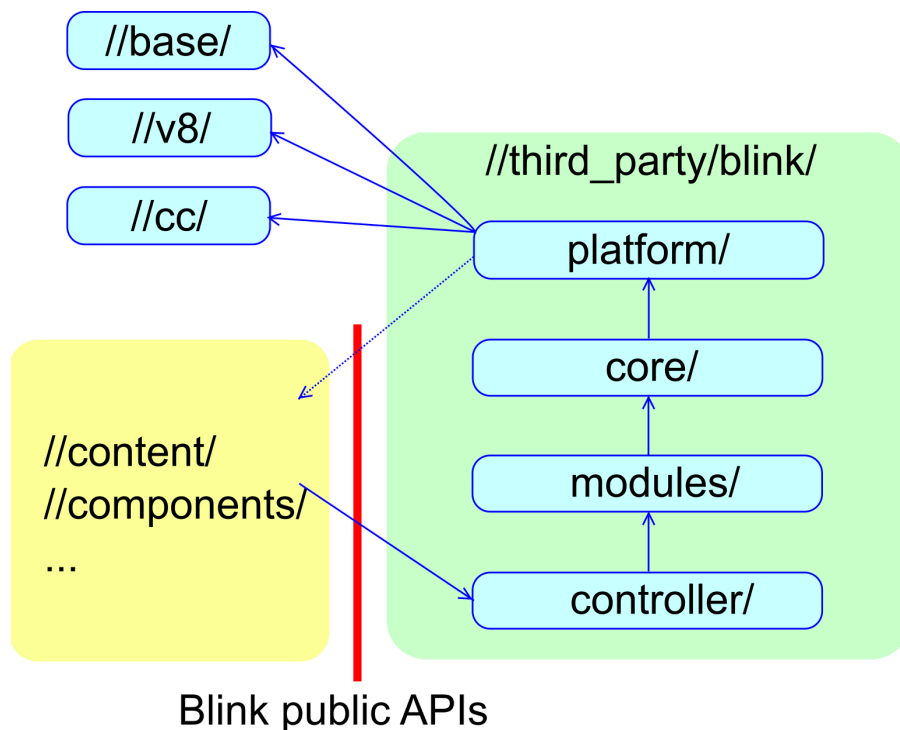 //base/
//v8/
//cc/
//third_party/blink/
platform/
core/
modules/
controller/
//content/
//components/
...
Blink public APIs